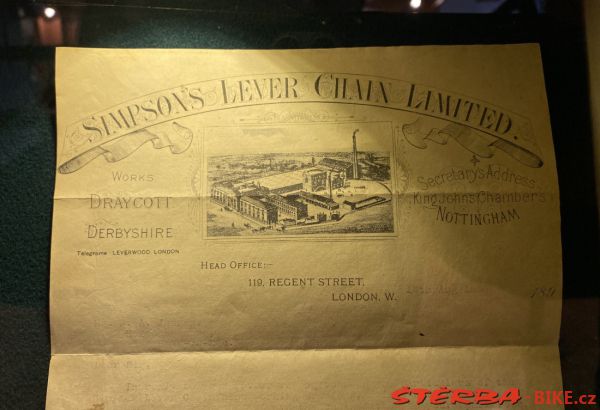 SIMPSON'S LEVER CHAIN LIMITED.
WORKS
DRAYCOTT
DERBYSHIRE
Telegrams LEVERWOOD LONDON
Secretary's Address
King John's Chambers
NOTTINGHAM
HEAD OFFICE:—
119, REGENT STREET,
LONDON, W.
189
ŠTĚRBA-BIKE.cz